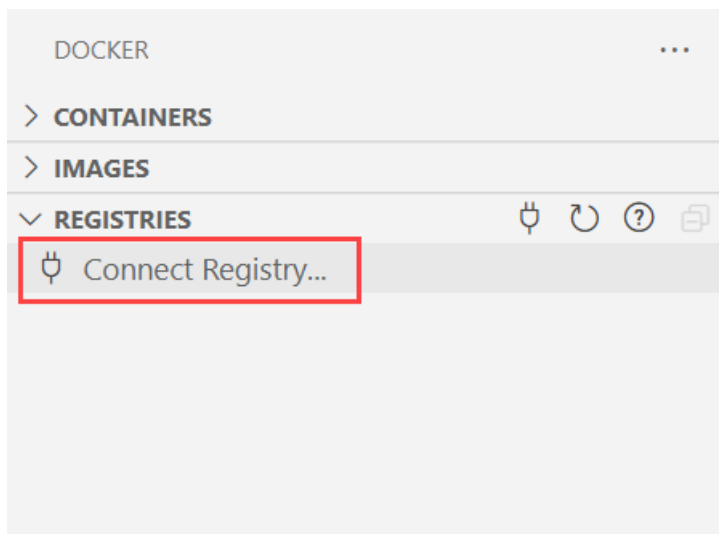 DOCKER
CONTAINERS
IMAGES
REGISTRIES
Connect Registry...